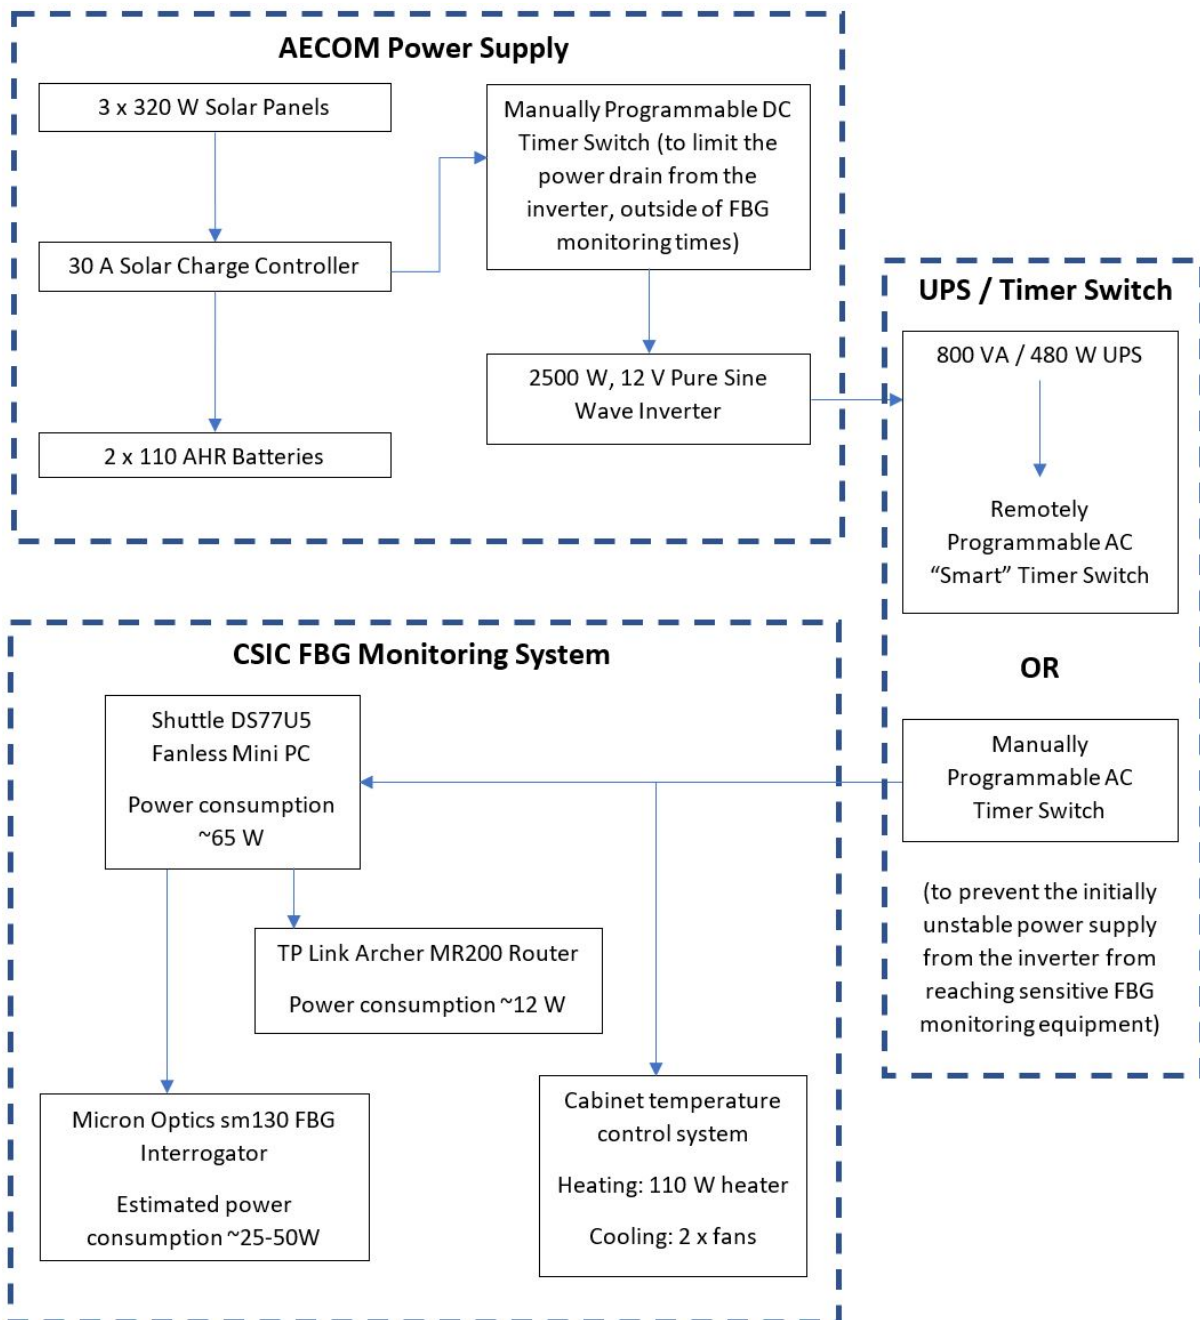 AECOM Power Supply
3 x 320 W Solar Panels
30 A Solar Charge Controller
2 x 110 AHR Batteries
Manually Programmable DC
Timer Switch (to limit the
power drain from the
inverter, outside of FBG
monitoring times)
2500 W, 12 V Pure Sine
Wave Inverter
UPS / Timer Switch
800 VA / 480 W UPS
Remotely
Programmable AC
“Smart” Timer Switch
OR
Manually
Programmable AC
Timer Switch
(to prevent the initially
unstable power supply
from the inverter from
reaching sensitive FBG
monitoring equipment)
CSIC FBG Monitoring System
Shuttle DS77U5
Fanless Mini PC
Power consumption
~65 W
TP Link Archer MR200 Router
Power consumption ~12 W
Micron Optics sm130 FBG
Interrogator
Estimated power
consumption ~25-50W
Cabinet temperature
control system
Heating: 110 W heater
Cooling: 2 x fans